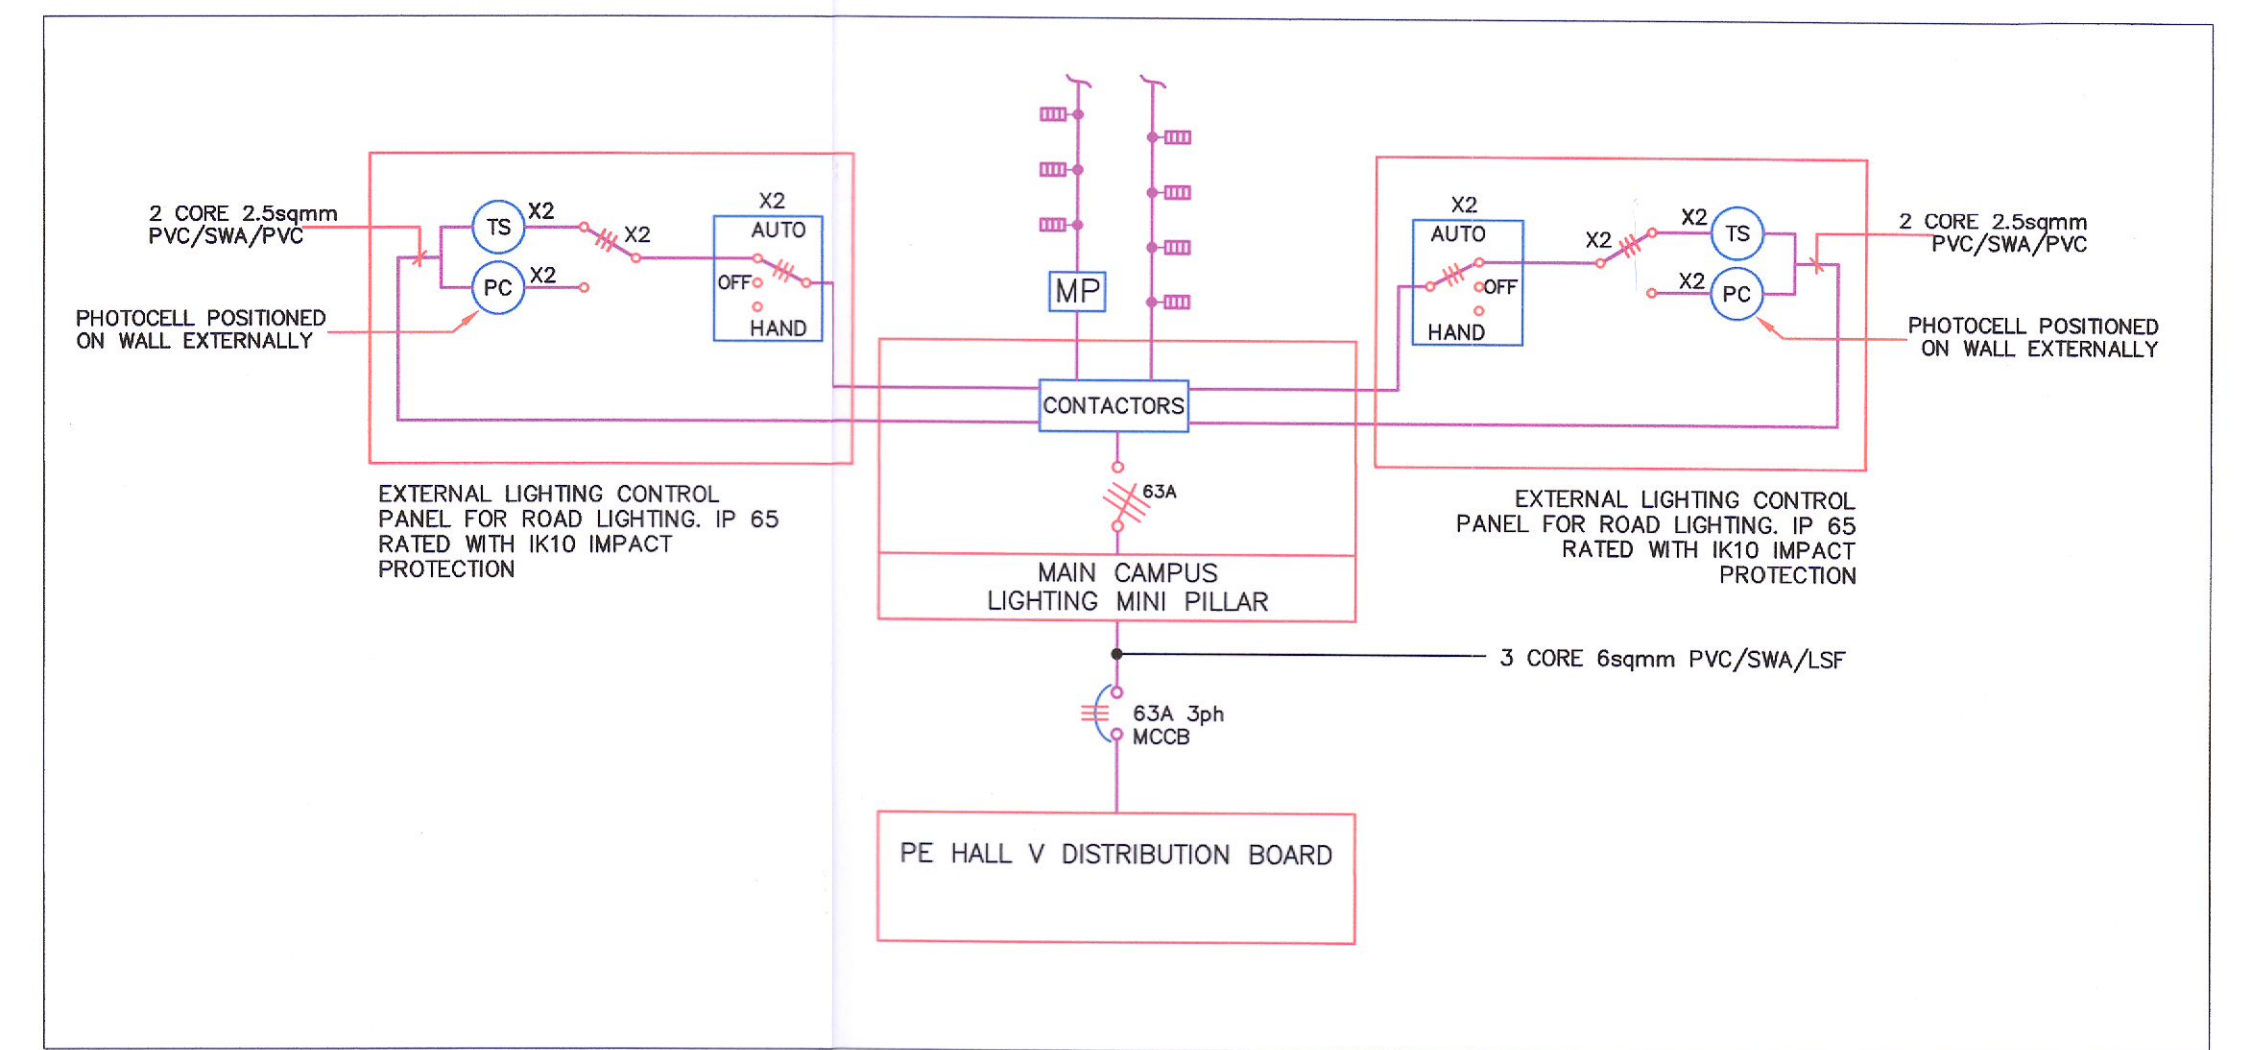 2 CORE 2.5sqmm
PVC/SWA/PVC
PHOTOCELL POSITIONED
ON WALL EXTERNALLY
TS
X2
PC
X2
X2
X2
AUTO
OFF
HAND
EXTERNAL LIGHTING CONTROL
PANEL FOR ROAD LIGHTING. IP 65
RATED WITH IK10 IMPACT
PROTECTION
MP
CONTACTORS
63A
MAIN CAMPUS
LIGHTING MINI PILLAR
X2
AUTO
OFF
HAND
X2
X2
TS
X2
PC
2 CORE 2.5sqmm
PVC/SWA/PVC
PHOTOCELL POSITIONED
ON WALL EXTERNALLY
EXTERNAL LIGHTING CONTROL
PANEL FOR ROAD LIGHTING. IP 65
RATED WITH IK10 IMPACT
PROTECTION
3 CORE 6sqmm PVC/SWA/LSF
63A 3ph
MCCB
PE HALL V DISTRIBUTION BOARD